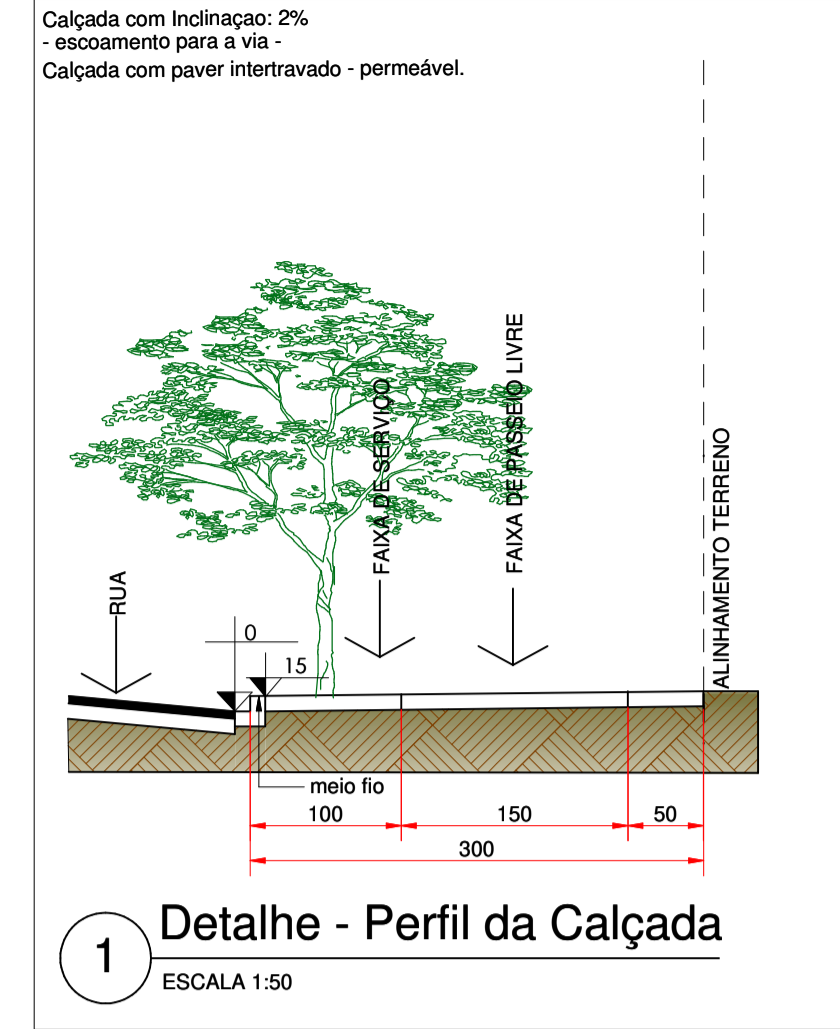 Calçada com Inclinaçao: 2%
- escoamento para a via -
Calçada com paver intertravado - permeável.
RUA
FAIXA DE SERVIÇO
FAIXA DE PASSEIO LIVRE
ALINHAMENTO TERRENO
0
15
meio fio
100
150
50
300
1
Detalhe - Perfil da Calçada
ESCALA 1:50